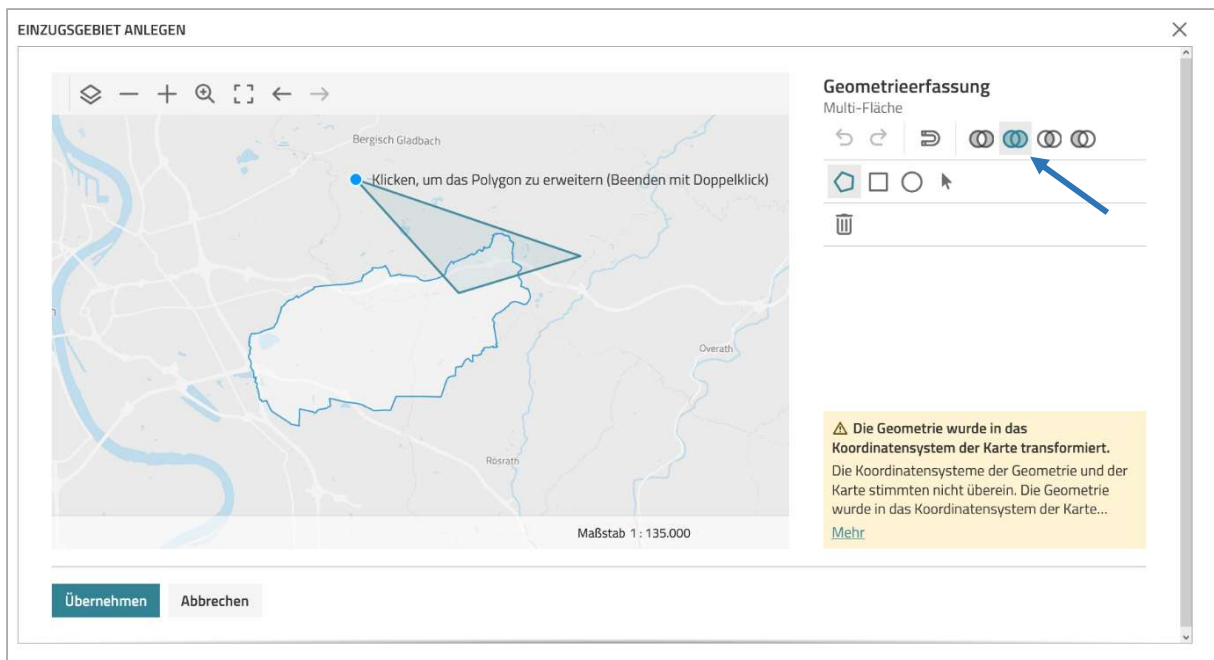 EINZUGSGEBIET ANLEGEN
Geometrieerfassung
Multi-Fläche
Bergisch Gladbach
Klicken, um das Polygon zu erweitern (Beenden mit Doppelklick)
Overath
Rösrath
Maßstab 1 : 135.000
⚠ Die Geometrie wurde in das
Koordinatensystem der Karte transformiert.
Die Koordinatensysteme der Geometrie und der
Karte stimmten nicht überein. Die Geometrie
wurde in das Koordinatensystem der Karte...
Mehr
Übernehmen
Abbrechen